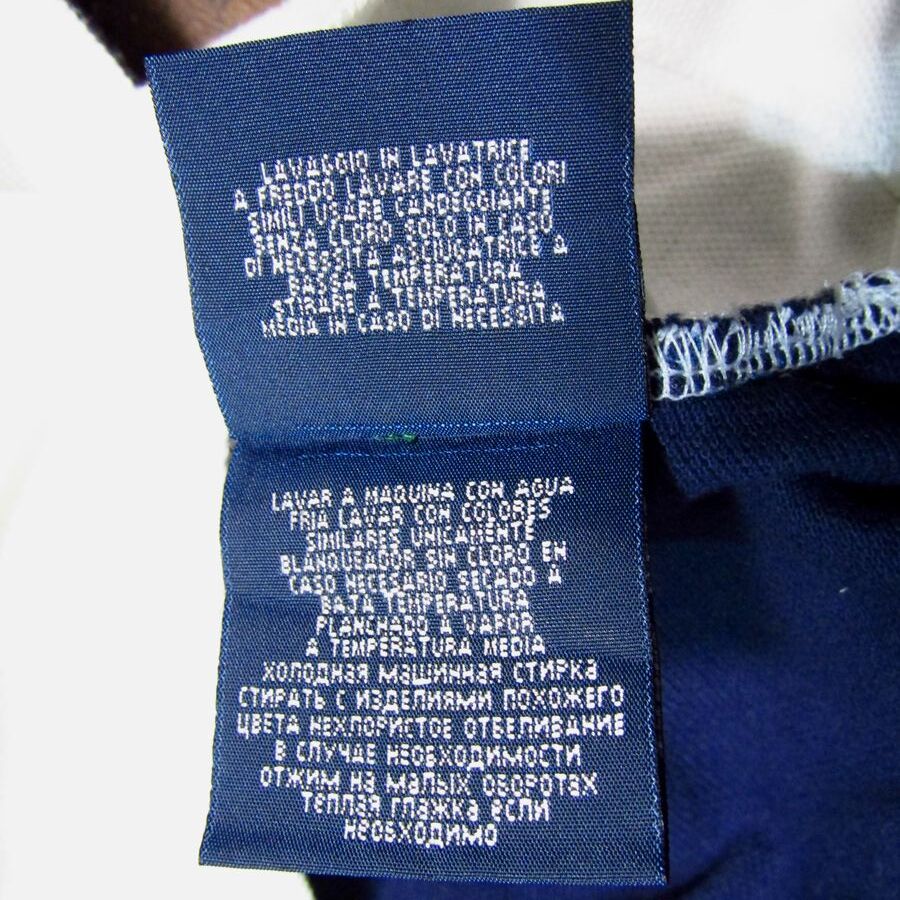 LAVAGGIO IN LAVATRICE
A FREDDO LAVARE CON COLORI
SIMILI USARE CANDEGGIANTE
SENZA CLORO SOLO IN CASO
DI NECESSITA ASCIUGATRICE A
BASSA TEMPERATURA
STIRARE A TEMPERATURA
MEDIA IN CASO DI NECESSITA
LAVAR A MAQUINA CON AGUA
FRIA LAVAR CON COLORES
SIMILARES UNICAMENTE
BLANQUEADOR SIN CLORO EN
CASO NECESARIO SECADO A
BAJA TEMPERATURA
PLANCHADO A VAPOR
A TEMPERATURA MEDIA
ХОЛОДНАЯ МАШИННАЯ СТИРКА
СТИРАТЬ С ИЗДЕЛИЯМИ ПОХОЖЕГО
ЦВЕТА НЕХЛОРИСТОЕ ОТБЕЛИВАНИЕ
В СЛУЧАЕ НЕОБХОДИМОСТИ
ОТЖИМ НА МАЛЫХ ОБОРОТАХ
ТЕПЛАЯ ГЛАЖКА ЕСЛИ
НЕОБХОДИМО